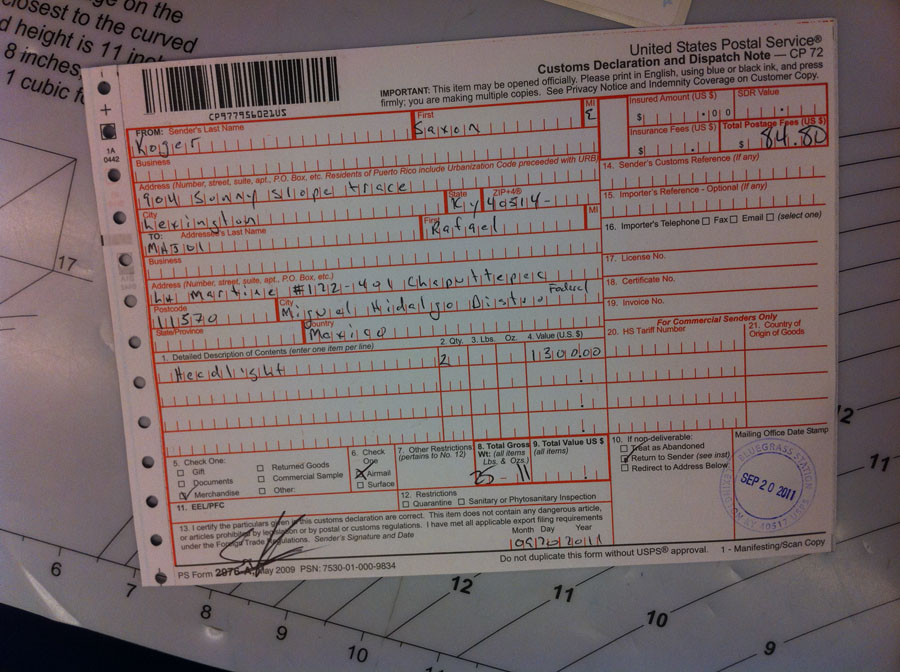 ge on the
closest to the curved
d height is 11 inch
8 inches,
1 cubic f
17
United States Postal Service®
Customs Declaration and Dispatch Note — CP 72
IMPORTANT: This item may be opened officially. Please print in English, using blue or black ink, and press
firmly; you are making multiple copies. See Privacy Notice and Indemnity Coverage on Customer Copy.
CP977956021US
1A
0442
FROM: Sender's Last Name First MI
Koger Saxon E
Insured Amount (US $) SDR Value
$ . 0 0
Insurance Fees (US $) Total Postage Fees (US $)
$ . $ 84.80
Business
14. Sender's Customs Reference (If any)
Address (Number, street, suite, apt., P.O. Box, etc. Residents of Puerto Rico include Urbanization Code preceeded with URB)
904 Sunny Slope trace
15. Importer's Reference - Optional (If any)
City State ZIP+4®
Lexington Ky 40514-
16. Importer's Telephone Fax Email (select one)
TO: Addressee's Last Name First MI
Rafael
Business
17. License No.
Address (Number, street, suite, apt., P.O. Box, etc.)
#122-401 Chapultepec
18. Certificate No.
Postcode City
11570 Migual Hidalgo Distro Federal
19. Invoice No.
State/Province Country
Mexico
For Commercial Senders Only
1. Detailed Description of Contents (enter one item per line) 2. Qty. 3. Lbs. Oz. 4. Value (U.S. $)
20. HS Tariff Number 21. Country of Origin of Goods
Headlight 2 1300.00
5. Check One:
Gift
Documents
Merchandise
Returned Goods
Commercial Sample
Other:
6. Check One
Airmail
Surface
7. Other Restrictions
(pertains to No. 12)
8. Total Gross
Wt: (all items
Lbs. & Ozs.)
9. Total Value US $
(all items)
10. If non-deliverable:
Treat as Abandoned
Return to Sender (see inst)
Redirect to Address Below
Mailing Office Date Stamp
BLUEGRASS STATION
SEP 20 2011
USPS
11. EEL/PFC
12. Restrictions
Quarantine Sanitary or Phytosanitary Inspection
13. I certify the particulars given in this customs declaration are correct. This item does not contain any dangerous article,
or articles prohibited by legislation or by postal or customs regulations. I have met all applicable export filing requirements
under the Foreign Trade Regulations. Sender's Signature and Date
Month Day Year
09202011
PS Form 2976-A, May 2009 PSN: 7530-01-000-9834
Do not duplicate this form without USPS® approval. 1 - Manifesting/Scan Copy
12
11
6
7
8
9
10
12
11
10
9